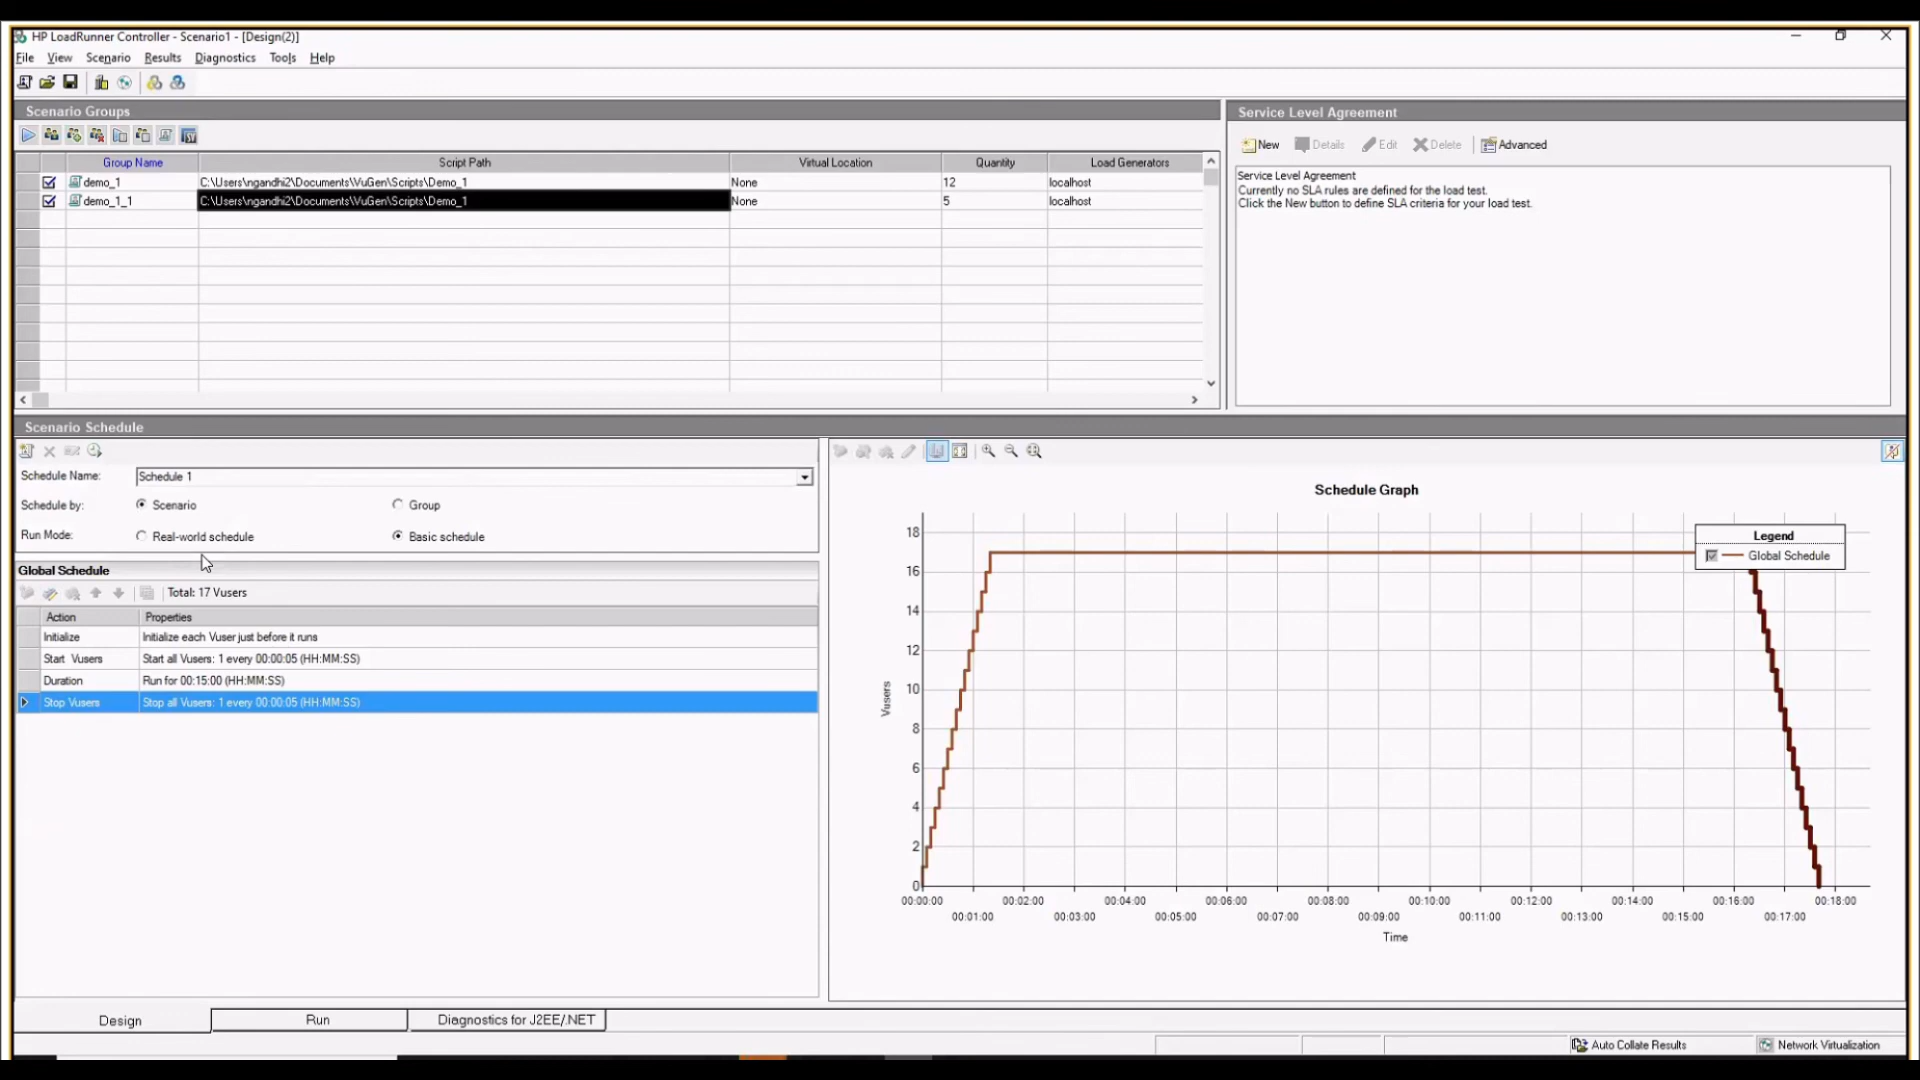 HP LoadRunner Controller - Scenario1 - [Design(2)]
File View Scenario Results Diagnostics Tools Help
Scenario Groups
Group Name Script Path Virtual Location Quantity Load Generators
demo_1 C:\Users\ngandhi2\Documents\VuGen\Scripts\Demo_1 None 12 localhost
demo_1_1 C:\Users\ngandhi2\Documents\VuGen\Scripts\Demo_1 None 5 localhost
Service Level Agreement
New Details Edit Delete Advanced
Service Level Agreement
Currently no SLA rules are defined for the load test.
Click the New button to define SLA criteria for your load test.
Scenario Schedule
Schedule Name: Schedule 1
Schedule by: Scenario Group
Run Mode: Real-world schedule Basic schedule
Global Schedule
Total: 17 Vusers
Action Properties
Initialize Initialize each Vuser just before it runs
Start Vusers Start all Vusers: 1 every 00:00:05 (HH:MM:SS)
Duration Run for 00:15:00 (HH:MM:SS)
Stop Vusers Stop all Vusers: 1 every 00:00:05 (HH:MM:SS)
Schedule Graph
Legend
Global Schedule
18
16
14
12
10
8
6
4
2
0
Vusers
00:00:00 00:02:00 00:04:00 00:06:00 00:08:00 00:10:00 00:12:00 00:14:00 00:16:00 00:18:00
00:01:00 00:03:00 00:05:00 00:07:00 00:09:00 00:11:00 00:13:00 00:15:00 00:17:00
Time
Design Run Diagnostics for J2EE/.NET
Auto Collate Results Network Virtualization